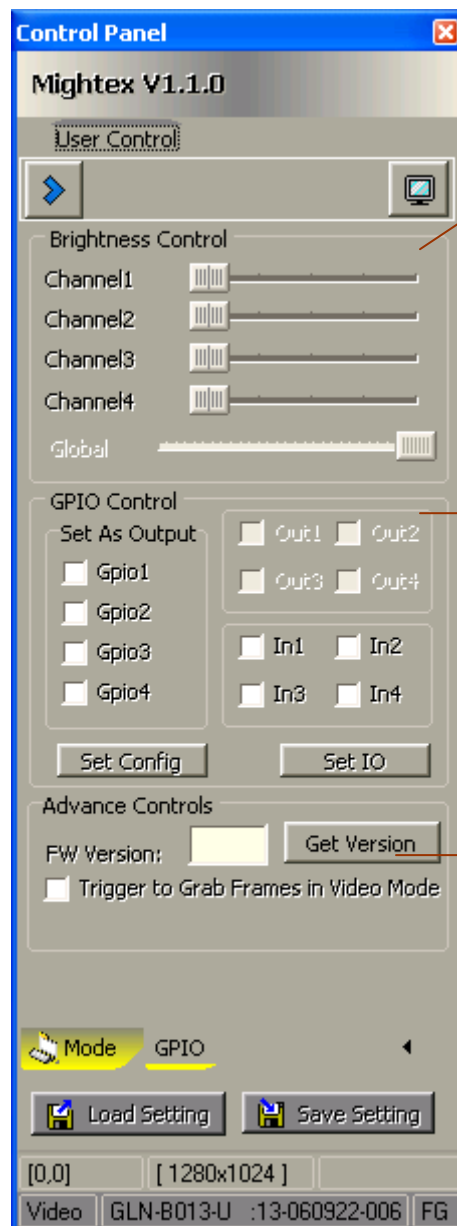 Control Panel
Mightex V1.1.0
User Control
Brightness Control
Channel1
Channel2
Channel3
Channel4
Global
GPIO Control
Set As Output
Gpio1
Gpio2
Gpio3
Gpio4
Out1 Out2
Out3 Out4
In1 In2
In3 In4
Set Config Set IO
Advance Controls
FW Version: Get Version
Trigger to Grab Frames in Video Mode
Mode GPIO
Load Setting Save Setting
[0,0] [ 1280x1024 ]
Video GLN-B013-U :13-060922-006 FG